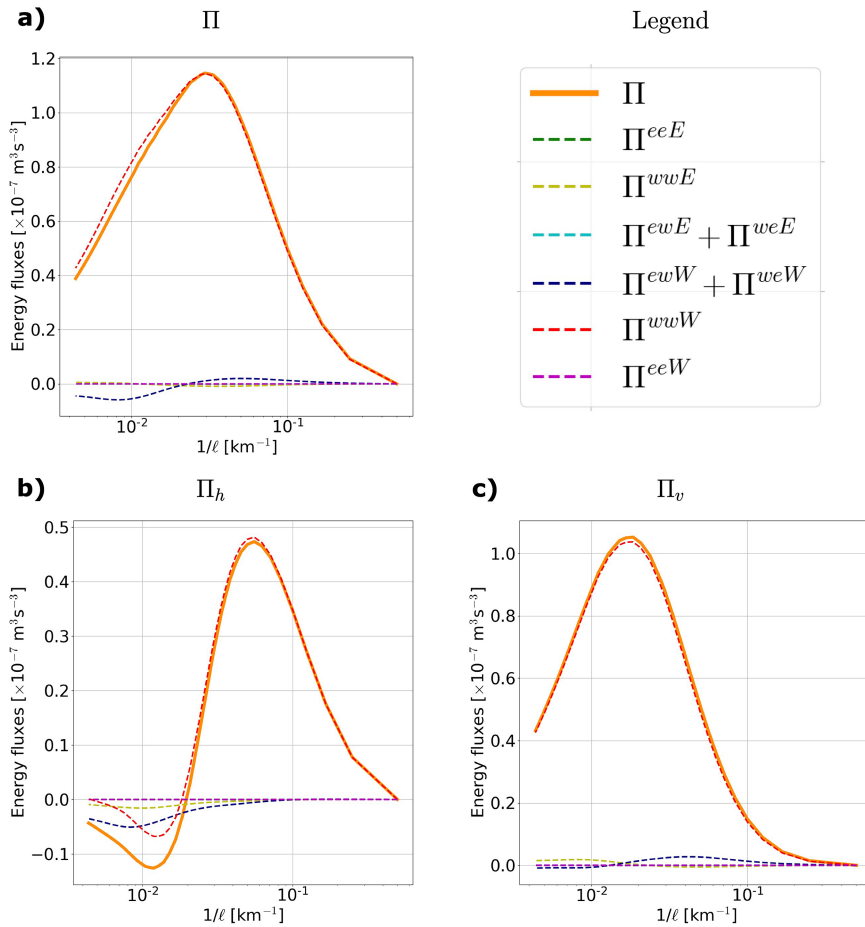 a)
Π
Legend
Energy fluxes [×10⁻⁷ m³s⁻³]
1.2
1.0
0.8
0.6
0.4
0.2
0.0
10⁻²
10⁻¹
1/ℓ [km⁻¹]
Π
Π^{eeE}
Π^{wwE}
Π^{ewE} + Π^{weE}
Π^{ewW} + Π^{weW}
Π^{wwW}
Π^{eeW}
b)
Π_h
Energy fluxes [×10⁻⁷ m³s⁻³]
0.5
0.4
0.3
0.2
0.1
0.0
−0.1
10⁻²
10⁻¹
1/ℓ [km⁻¹]
c)
Π_v
Energy fluxes [×10⁻⁷ m³s⁻³]
1.0
0.8
0.6
0.4
0.2
0.0
10⁻²
10⁻¹
1/ℓ [km⁻¹]